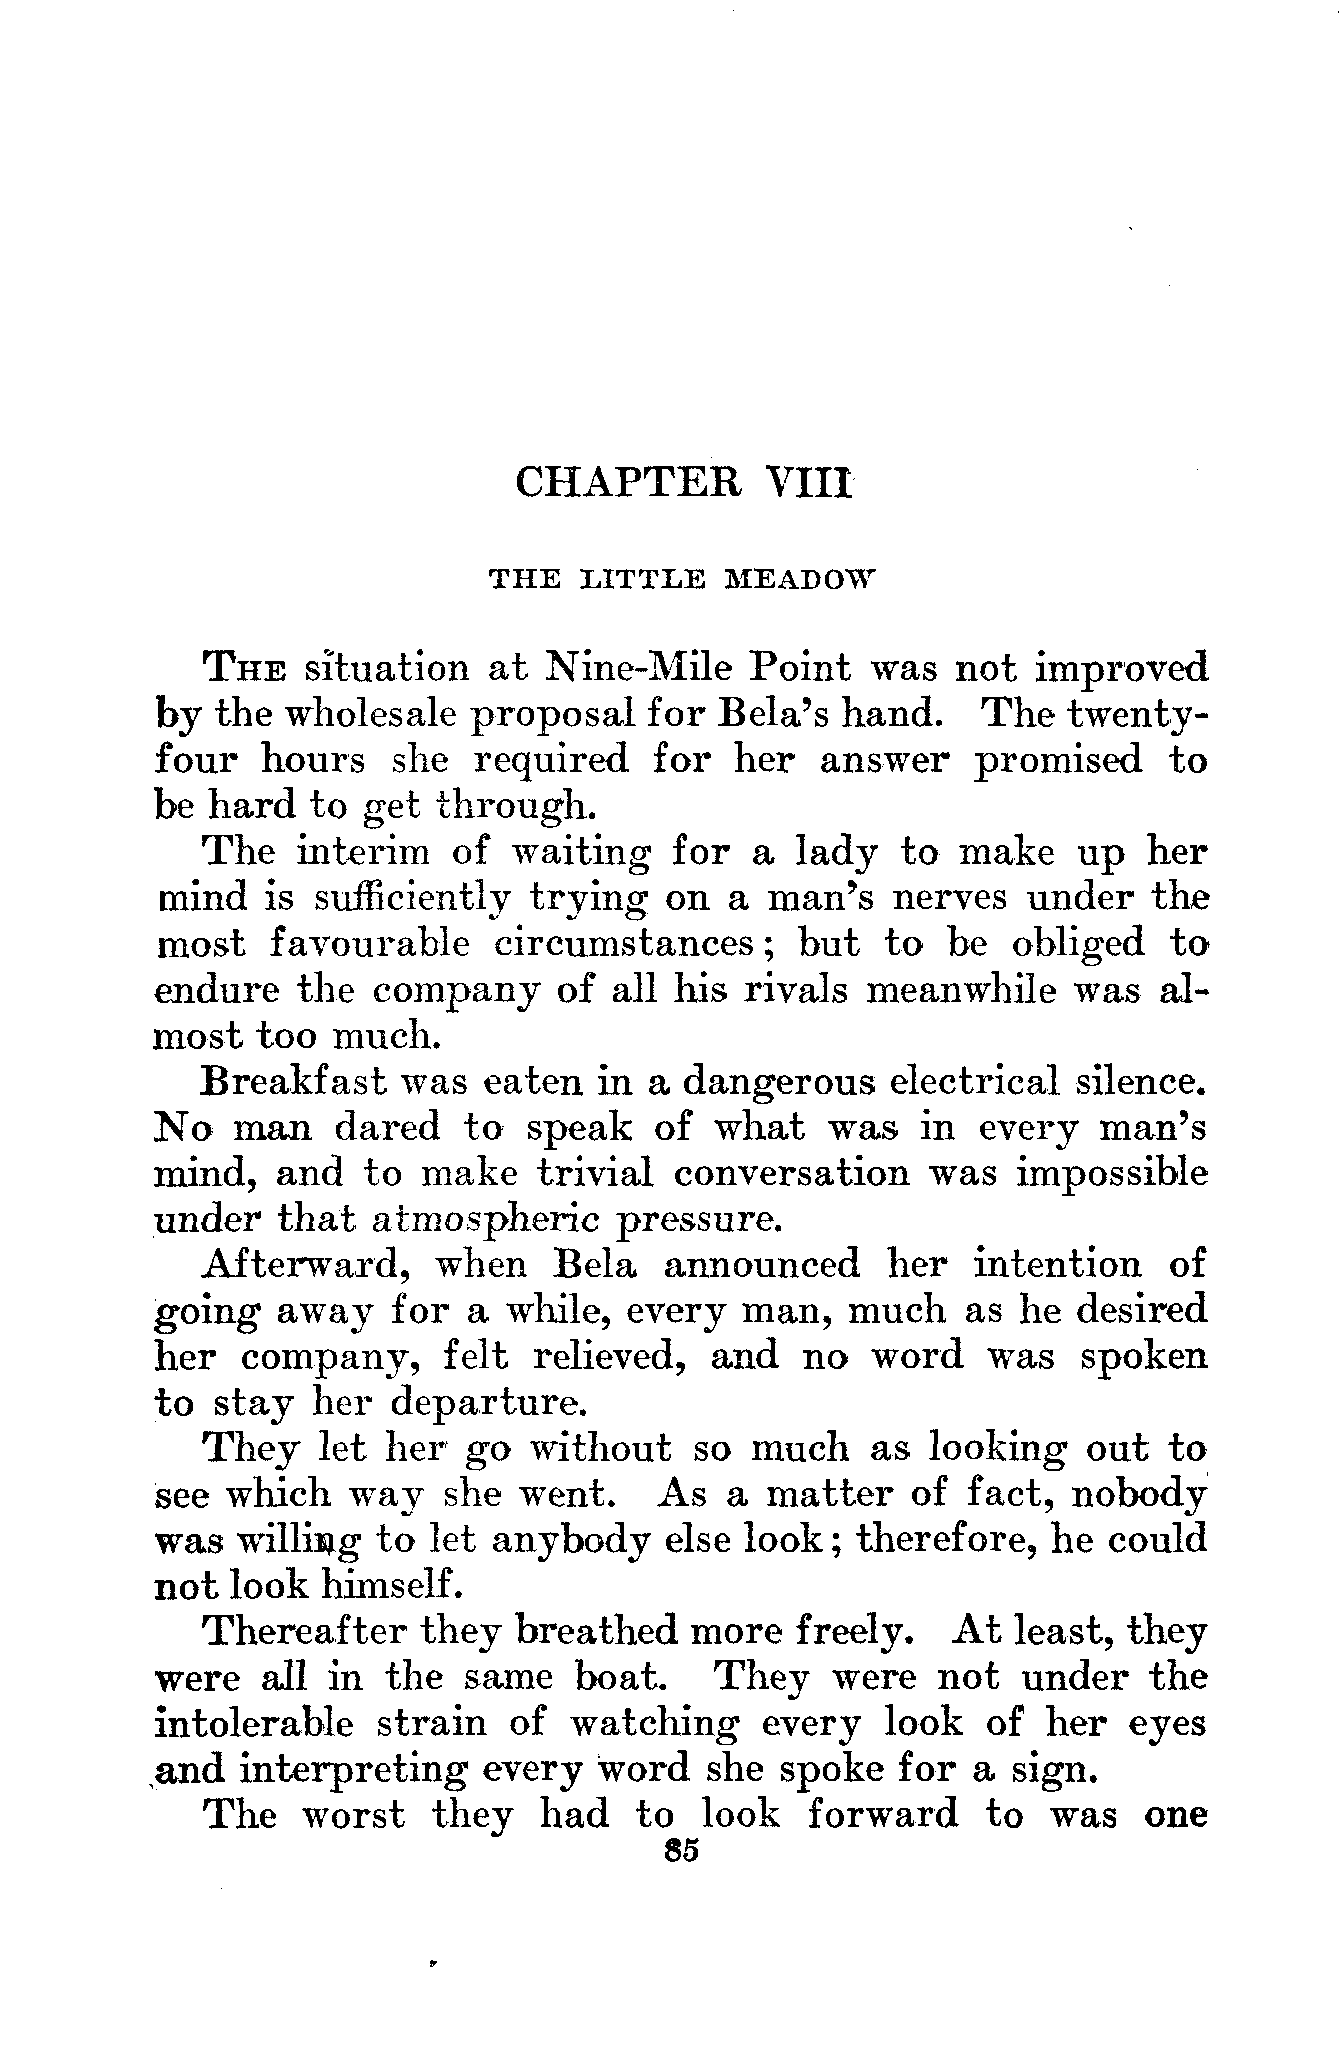 CHAPTER VIII
THE LITTLE MEADOW
THE situation at Nine-Mile Point was not improved
by the wholesale proposal for Bela's hand. The twenty-
four hours she required for her answer promised to
be hard to get through.
The interim of waiting for a lady to make up her
mind is sufficiently trying on a man's nerves under the
most favourable circumstances; but to be obliged to
endure the company of all his rivals meanwhile was al-
most too much.
Breakfast was eaten in a dangerous electrical silence.
No man dared to speak of what was in every man's
mind, and to make trivial conversation was impossible
under that atmospheric pressure.
Afterward, when Bela announced her intention of
going away for a while, every man, much as he desired
her company, felt relieved, and no word was spoken
to stay her departure.
They let her go without so much as looking out to
see which way she went. As a matter of fact, nobody
was willing to let anybody else look; therefore, he could
not look himself.
Thereafter they breathed more freely. At least, they
were all in the same boat. They were not under the
intolerable strain of watching every look of her eyes
and interpreting every word she spoke for a sign.
The worst they had to look forward to was one
85